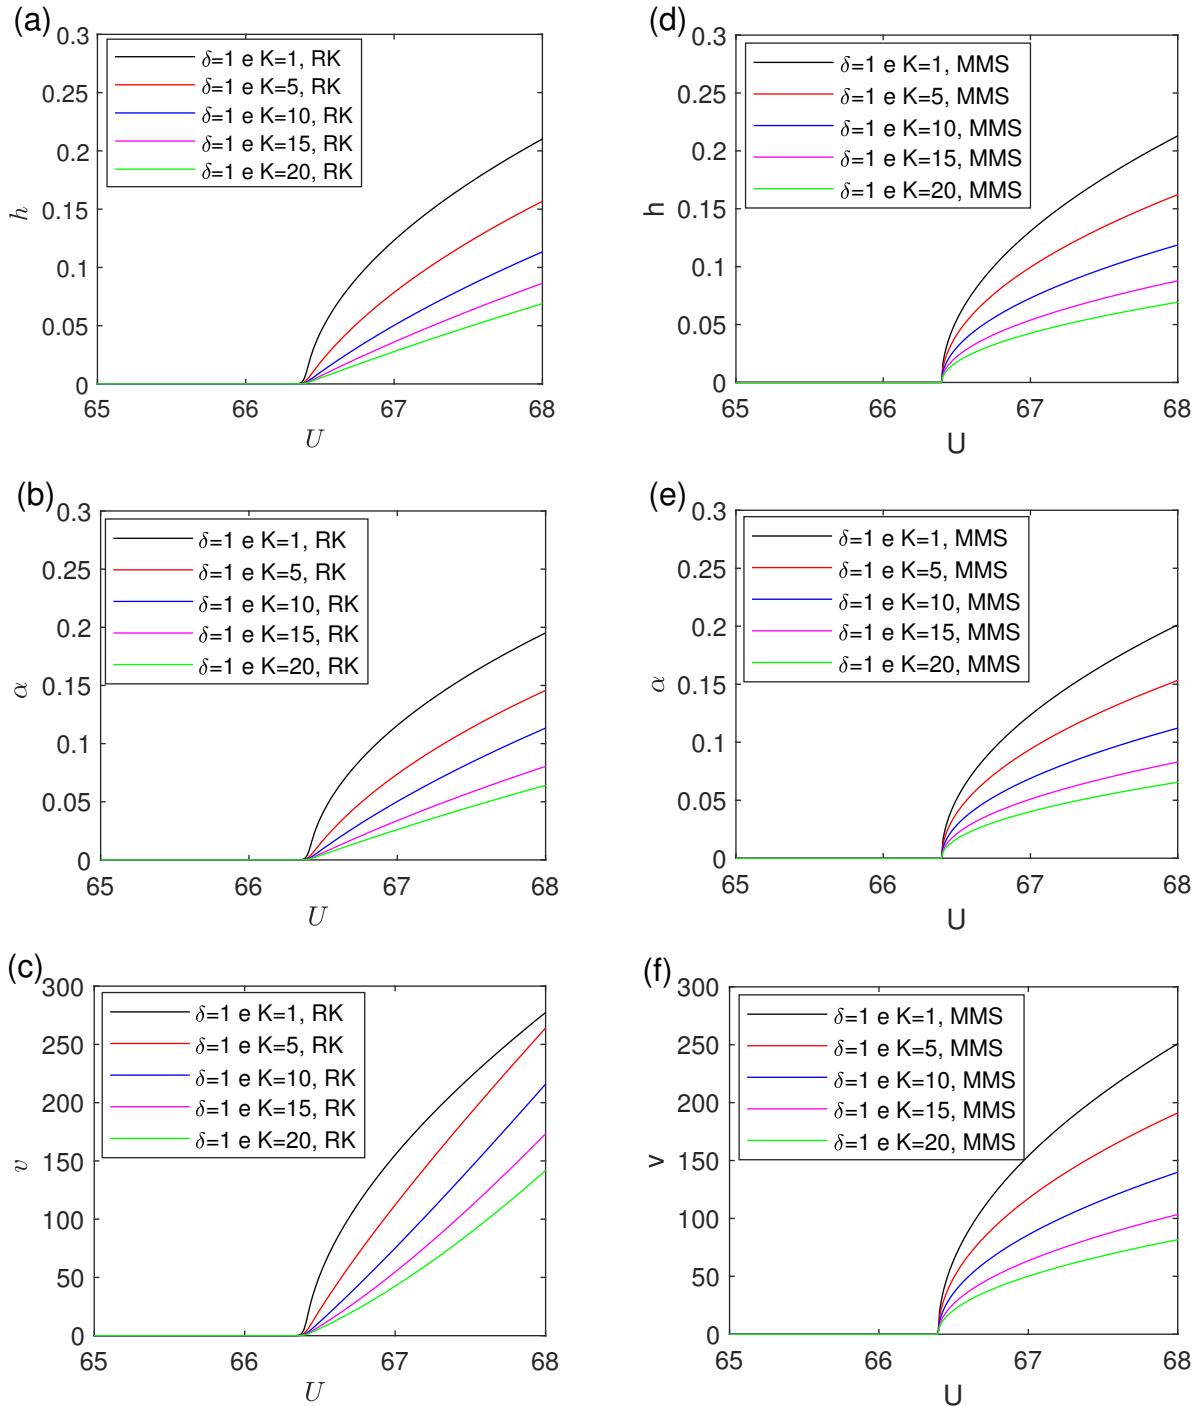 (a)
0.3
0.25
0.2
0.15
0.1
0.05
0
h
δ=1 e K=1, RK
δ=1 e K=5, RK
δ=1 e K=10, RK
δ=1 e K=15, RK
δ=1 e K=20, RK
65 66 67 68
U
(d)
0.3
0.25
0.2
0.15
0.1
0.05
0
h
δ=1 e K=1, MMS
δ=1 e K=5, MMS
δ=1 e K=10, MMS
δ=1 e K=15, MMS
δ=1 e K=20, MMS
65 66 67 68
U
(b)
0.3
0.25
0.2
0.15
0.1
0.05
0
α
δ=1 e K=1, RK
δ=1 e K=5, RK
δ=1 e K=10, RK
δ=1 e K=15, RK
δ=1 e K=20, RK
65 66 67 68
U
(e)
0.3
0.25
0.2
0.15
0.1
0.05
0
α
δ=1 e K=1, MMS
δ=1 e K=5, MMS
δ=1 e K=10, MMS
δ=1 e K=15, MMS
δ=1 e K=20, MMS
65 66 67 68
U
(c)
300
250
200
150
100
50
0
v
δ=1 e K=1, RK
δ=1 e K=5, RK
δ=1 e K=10, RK
δ=1 e K=15, RK
δ=1 e K=20, RK
65 66 67 68
U
(f)
300
250
200
150
100
50
0
v
δ=1 e K=1, MMS
δ=1 e K=5, MMS
δ=1 e K=10, MMS
δ=1 e K=15, MMS
δ=1 e K=20, MMS
65 66 67 68
U